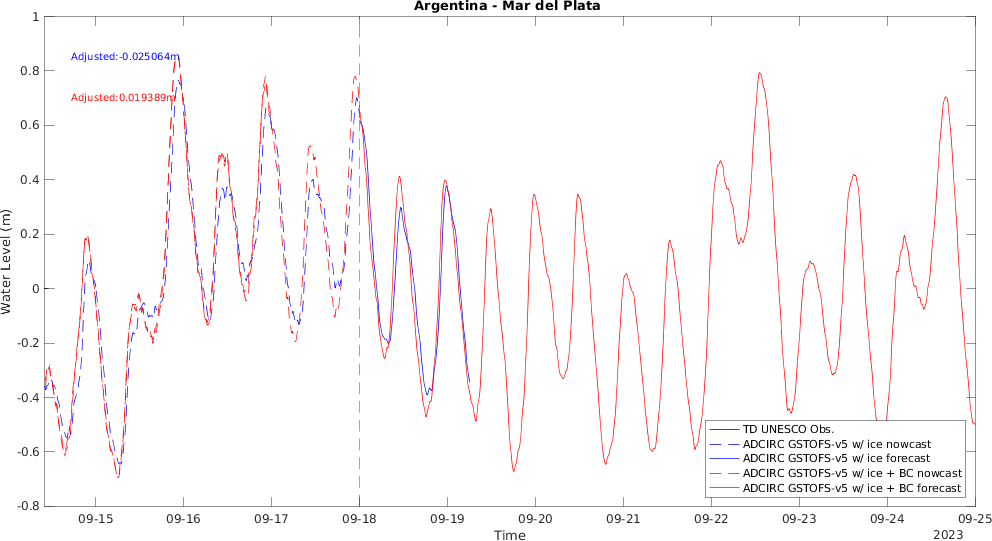 Argentina - Mar del Plata
1
Adjusted:-0.025064m
0.8
Adjusted:0.019389m
0.6
0.4
0.2
0
-0.2
-0.4
-0.6
-0.8
Water Level (m)
TD UNESCO Obs.
ADCIRC GSTOFS-v5 w/ ice nowcast
ADCIRC GSTOFS-v5 w/ ice forecast
ADCIRC GSTOFS-v5 w/ ice + BC nowcast
ADCIRC GSTOFS-v5 w/ ice + BC forecast
09-15 09-16 09-17 09-18 09-19 09-20 09-21 09-22 09-23 09-24 09-25
Time
2023